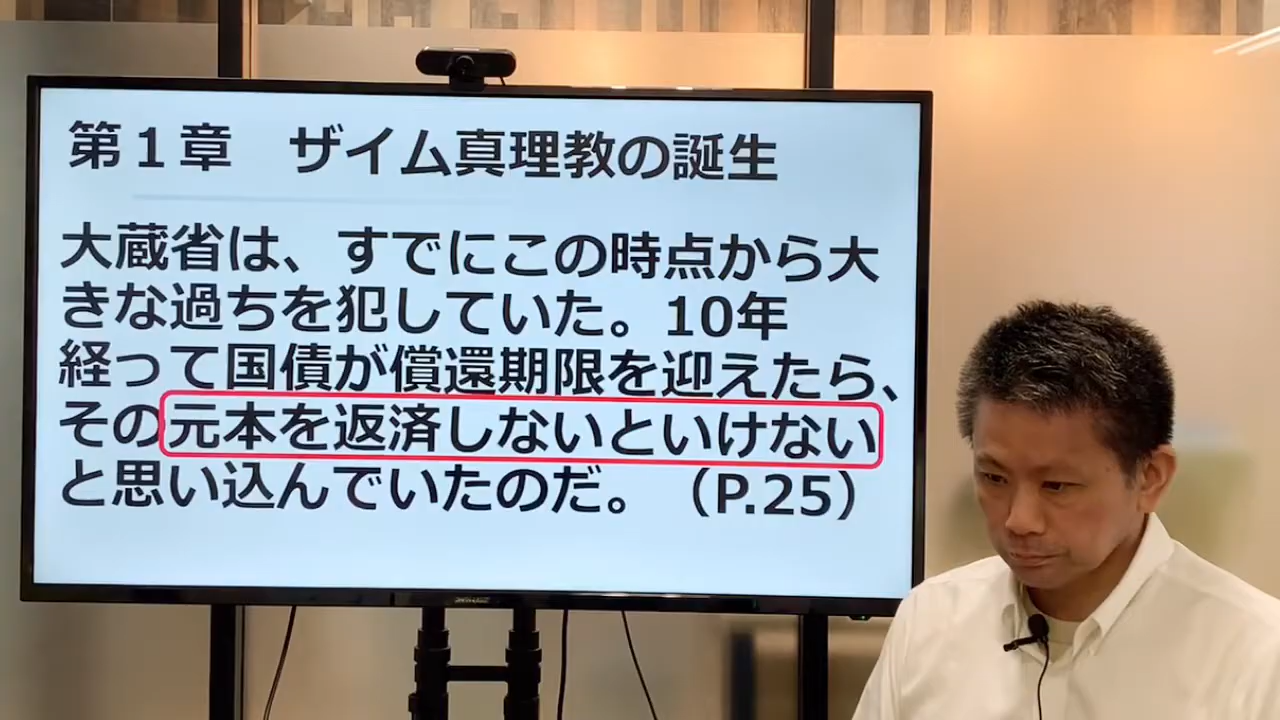 第１章　ザイム真理教の誕生
大蔵省は、すでにこの時点から大
きな過ちを犯していた。10年
経って国債が償還期限を迎えたら、
その元本を返済しないといけない
と思い込んでいたのだ。（P.25）